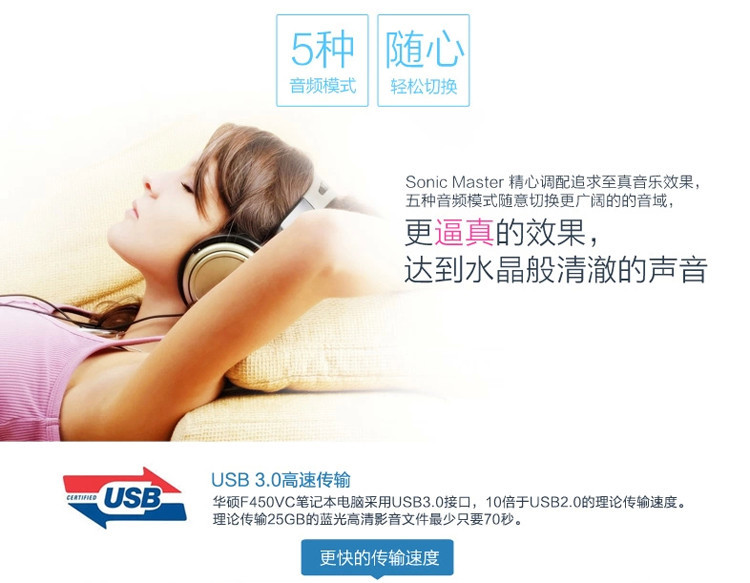 5种
音频模式
随心
轻松切换
Sonic Master 精心调配追求至真音乐效果，
五种音频模式随意切换更广阔的的音域，
更逼真的效果，
达到水晶般清澈的声音
CERTIFIED USB
USB 3.0高速传输
华硕F450VC笔记本电脑采用USB3.0接口，10倍于USB2.0的理论传输速度。
理论传输25GB的蓝光高清影音文件最少只要70秒。
更快的传输速度